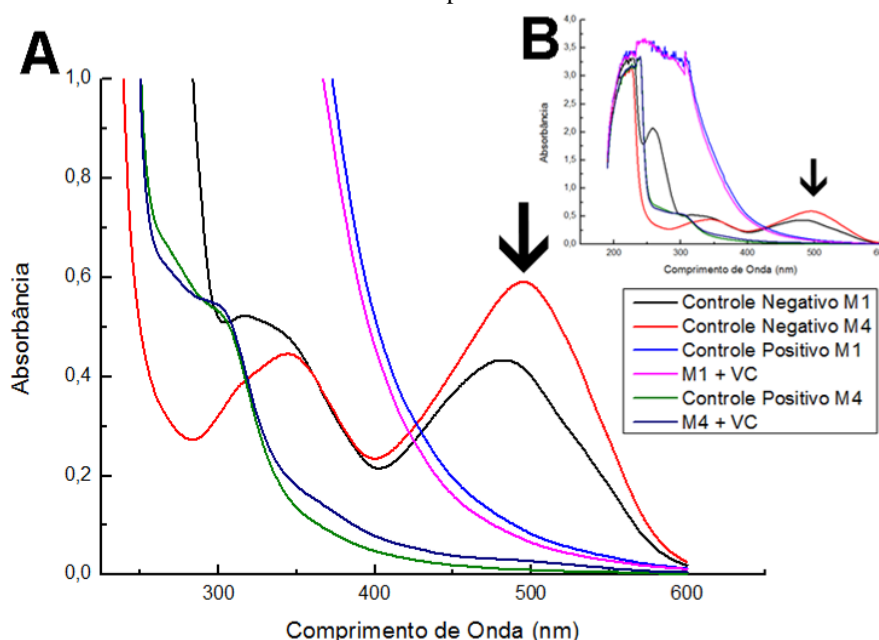 A
1,0
0,8
0,6
0,4
0,2
0,0
Absorbância
300
400
500
600
Comprimento de Onda (nm)
B
4,0
3,5
3,0
2,5
2,0
1,5
1,0
0,5
0,0
Absorbância
200
300
400
500
Comprimento de Onda (nm)
Controle Negativo M1
Controle Negativo M4
Controle Positivo M1
M1 + VC
Controle Positivo M4
M4 + VC